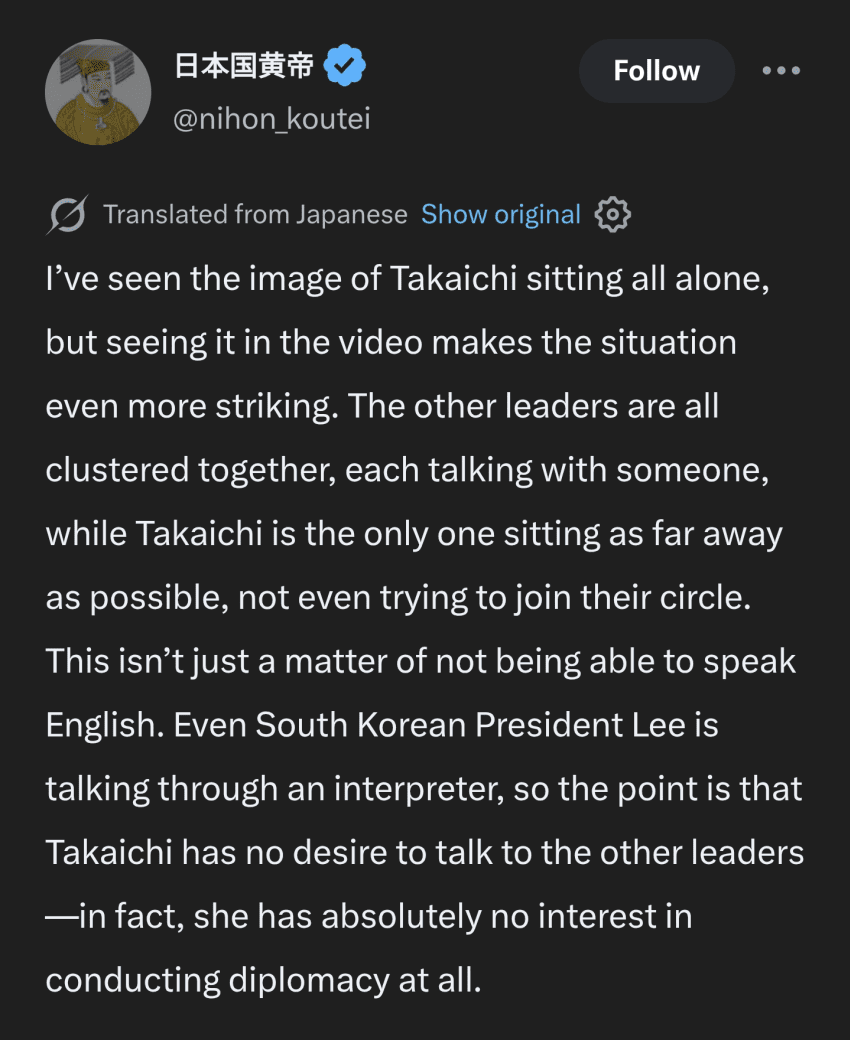 日本国黄帝
@nihon_koutei
Follow
Translated from Japanese Show original
I’ve seen the image of Takaichi sitting all alone,
but seeing it in the video makes the situation
even more striking. The other leaders are all
clustered together, each talking with someone,
while Takaichi is the only one sitting as far away
as possible, not even trying to join their circle.
This isn’t just a matter of not being able to speak
English. Even South Korean President Lee is
talking through an interpreter, so the point is that
Takaichi has no desire to talk to the other leaders
—in fact, she has absolutely no interest in
conducting diplomacy at all.